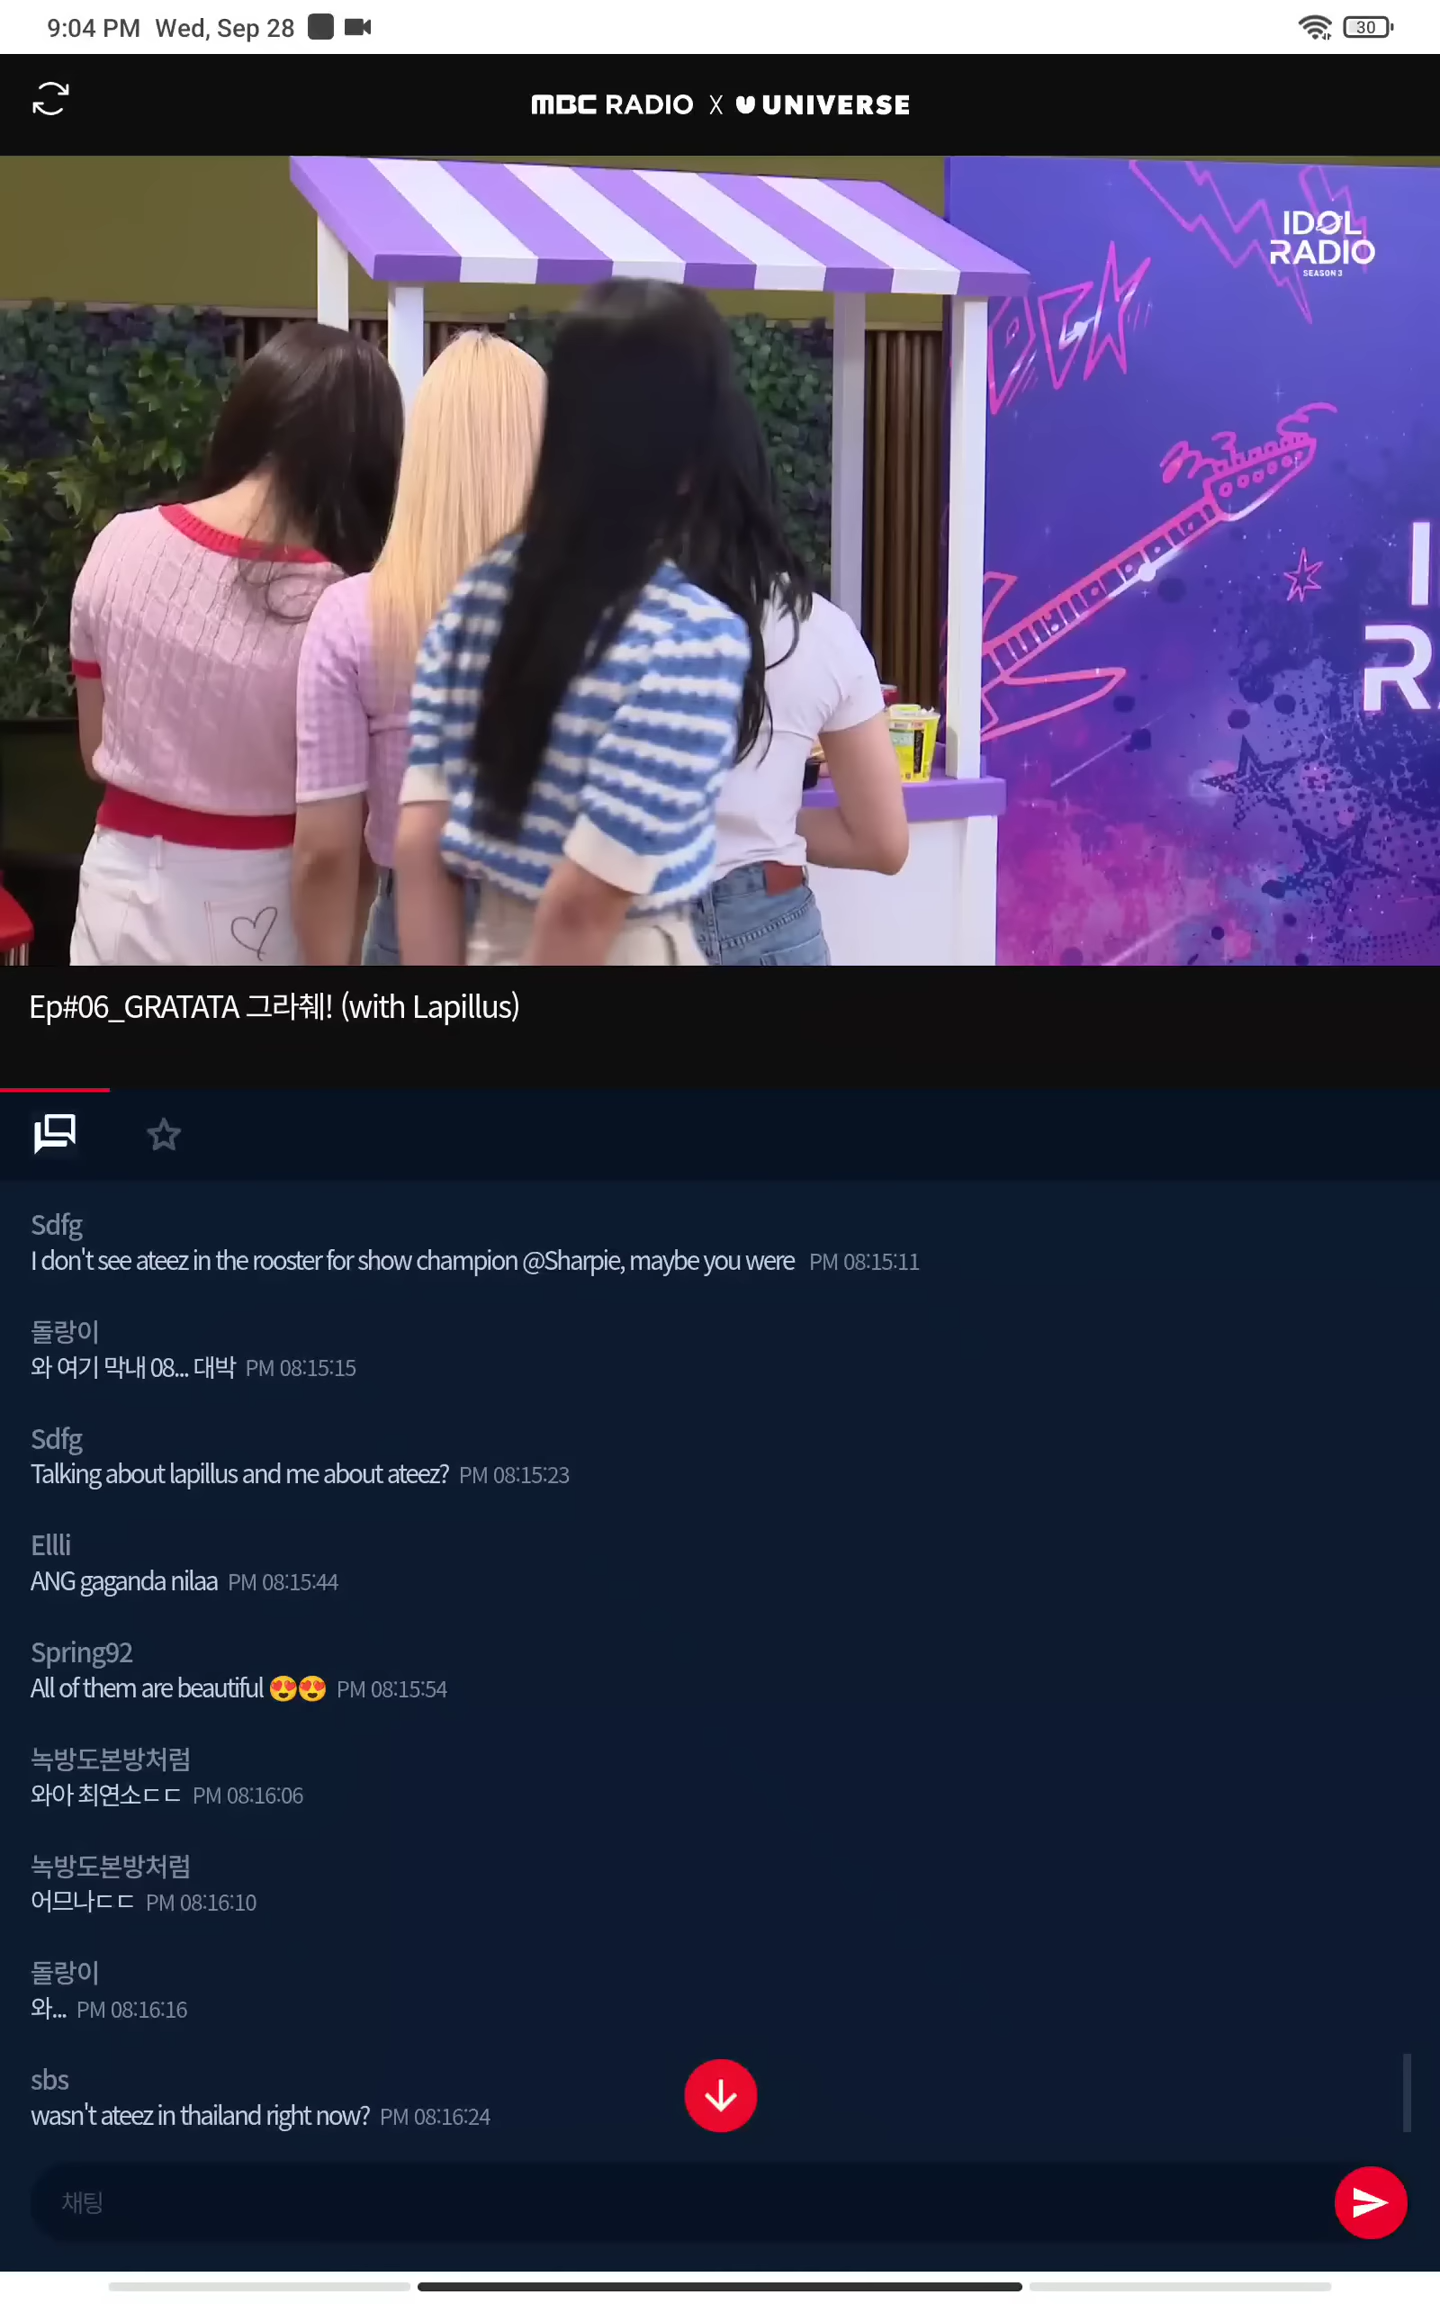 9:04 PM Wed, Sep 28
30
MBC RADIO X UNIVERSE
IDOL
RADIO
SEASON 3
I
RA
Ep#06_GRATATA 그라췌! (with Lapillus)
Sdfg
I don't see ateez in the rooster for show champion @Sharpie, maybe you were PM 08:15:11
돌랑이
와 여기 막내 08... 대박 PM 08:15:15
Sdfg
Talking about lapillus and me about ateez? PM 08:15:23
Ellli
ANG gaganda nilaa PM 08:15:44
Spring92
All of them are beautiful 😍😍 PM 08:15:54
녹방도본방처럼
와아 최연소ㄷㄷ PM 08:16:06
녹방도본방처럼
어므나ㄷㄷ PM 08:16:10
돌랑이
와... PM 08:16:16
sbs
wasn't ateez in thailand right now? PM 08:16:24
채팅